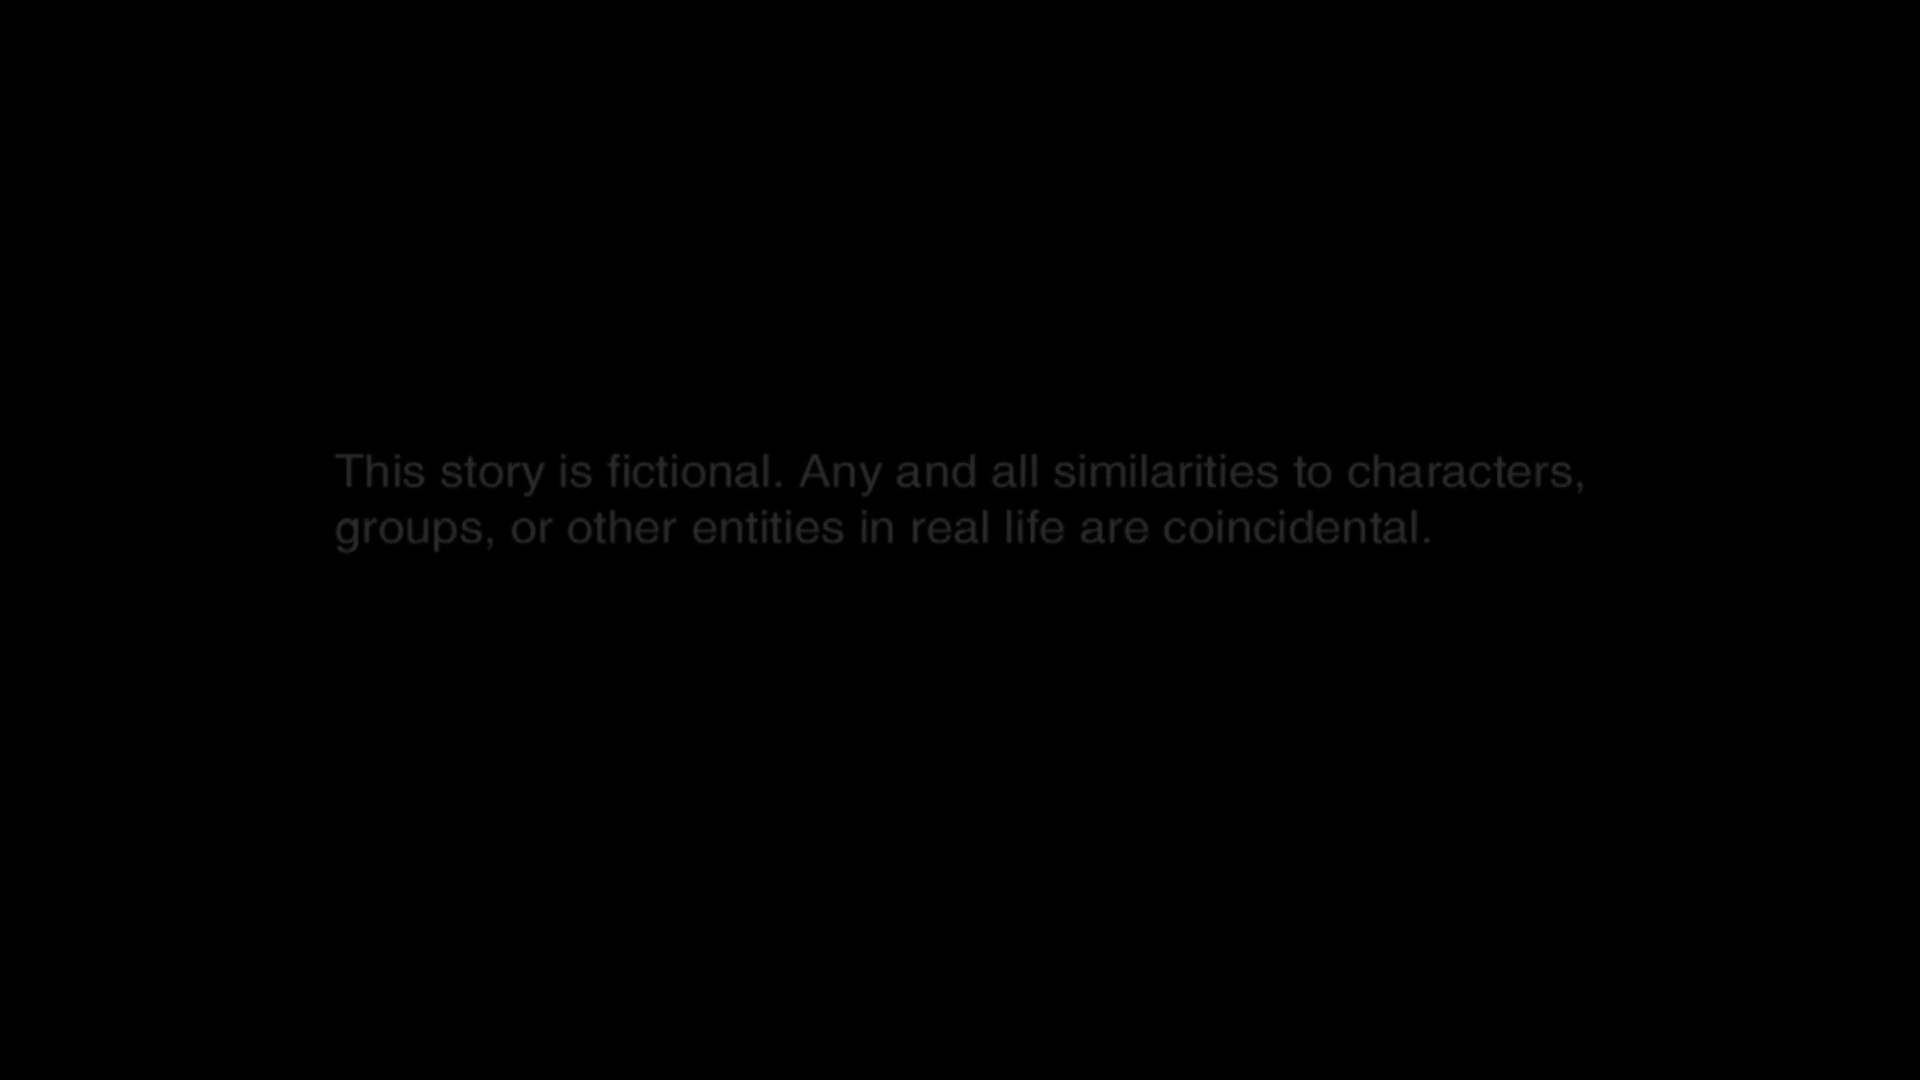 This story is fictional. Any and all similarities to characters,
groups, or other entities in real life are coincidental.